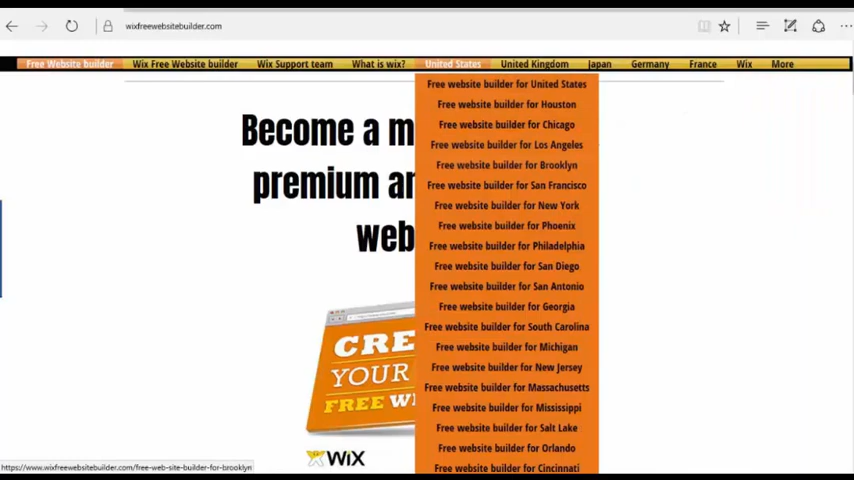 wixfreewebsitebuilder.com
Free Website builder Wix Free Website builder Wix Support team What is wix? United States United Kingdom Japan Germany France Wix More
Free website builder for United States
Free website builder for Houston
Free website builder for Chicago
Free website builder for Los Angeles
Free website builder for Brooklyn
Free website builder for San Francisco
Free website builder for New York
Free website builder for Phoenix
Free website builder for Philadelphia
Free website builder for San Diego
Free website builder for San Antonio
Free website builder for Georgia
Free website builder for South Carolina
Free website builder for Michigan
Free website builder for New Jersey
Free website builder for Massachusetts
Free website builder for Mississippi
Free website builder for Salt Lake
Free website builder for Orlando
Free website builder for Cincinnati
Become a m
premium an
web
CRE
YOUR
FREE W
WiX
https://www.wixfreewebsitebuilder.com/free-web-site-builder-for-brooklyn